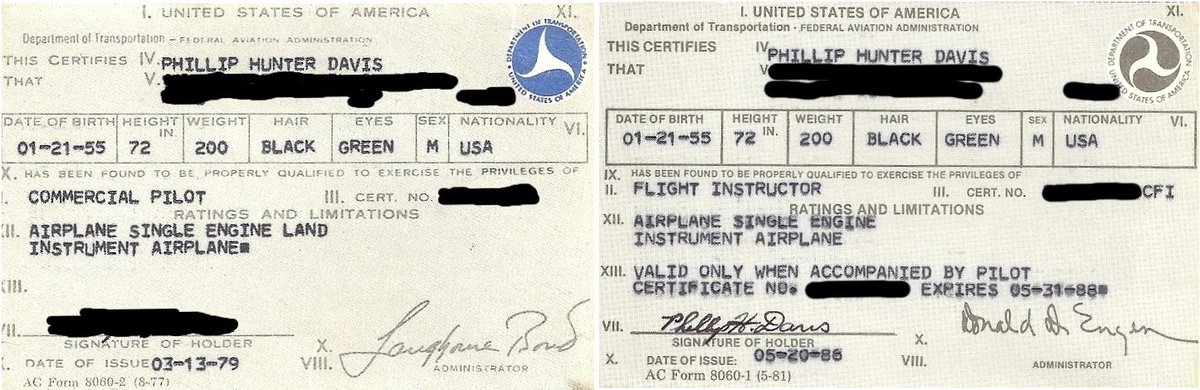 I. UNITED STATES OF AMERICA XI.
Department of Transportation - FEDERAL AVIATION ADMINISTRATION
THIS CERTIFIES IV. PHILLIP HUNTER DAVIS
THAT V.
DEPARTMENT OF TRANSPORTATION
UNITED STATES OF AMERICA
DATE OF BIRTH HEIGHT IN. WEIGHT HAIR EYES SEX NATIONALITY VI.
01-21-55 72 200 BLACK GREEN M USA
X. HAS BEEN FOUND TO BE PROPERLY QUALIFIED TO EXERCISE THE PRIVILEGES OF
I. COMMERCIAL PILOT III. CERT. NO.
RATINGS AND LIMITATIONS
II. AIRPLANE SINGLE ENGINE LAND
INSTRUMENT AIRPLANE
III.
VII.
SIGNATURE OF HOLDER X. Langhorne Bond
X. DATE OF ISSUE 03-13-79 VIII. ADMINISTRATOR
AC Form 8060-2 (8-77)
I. UNITED STATES OF AMERICA XI.
Department of Transportation - FEDERAL AVIATION ADMINISTRATION
THIS CERTIFIES IV. PHILLIP HUNTER DAVIS
THAT V.
DEPARTMENT OF TRANSPORTATION
UNITED STATES OF AMERICA
DATE OF BIRTH HEIGHT IN. WEIGHT HAIR EYES SEX NATIONALITY VI.
01-21-55 72 200 BLACK GREEN M USA
IX. HAS BEEN FOUND TO BE PROPERLY QUALIFIED TO EXERCISE THE PRIVILEGES OF
II. FLIGHT INSTRUCTOR III. CERT. NO. CFI
RATINGS AND LIMITATIONS
XII. AIRPLANE SINGLE ENGINE
INSTRUMENT AIRPLANE
XIII. VALID ONLY WHEN ACCOMPANIED BY PILOT
CERTIFICATE NO. EXPIRES 05-31-88
VII. Phillip H. Davis
SIGNATURE OF HOLDER X. Donald D. Engen
X. DATE OF ISSUE: 05-20-86 VIII. ADMINISTRATOR
AC Form 8060-1 (5-81)